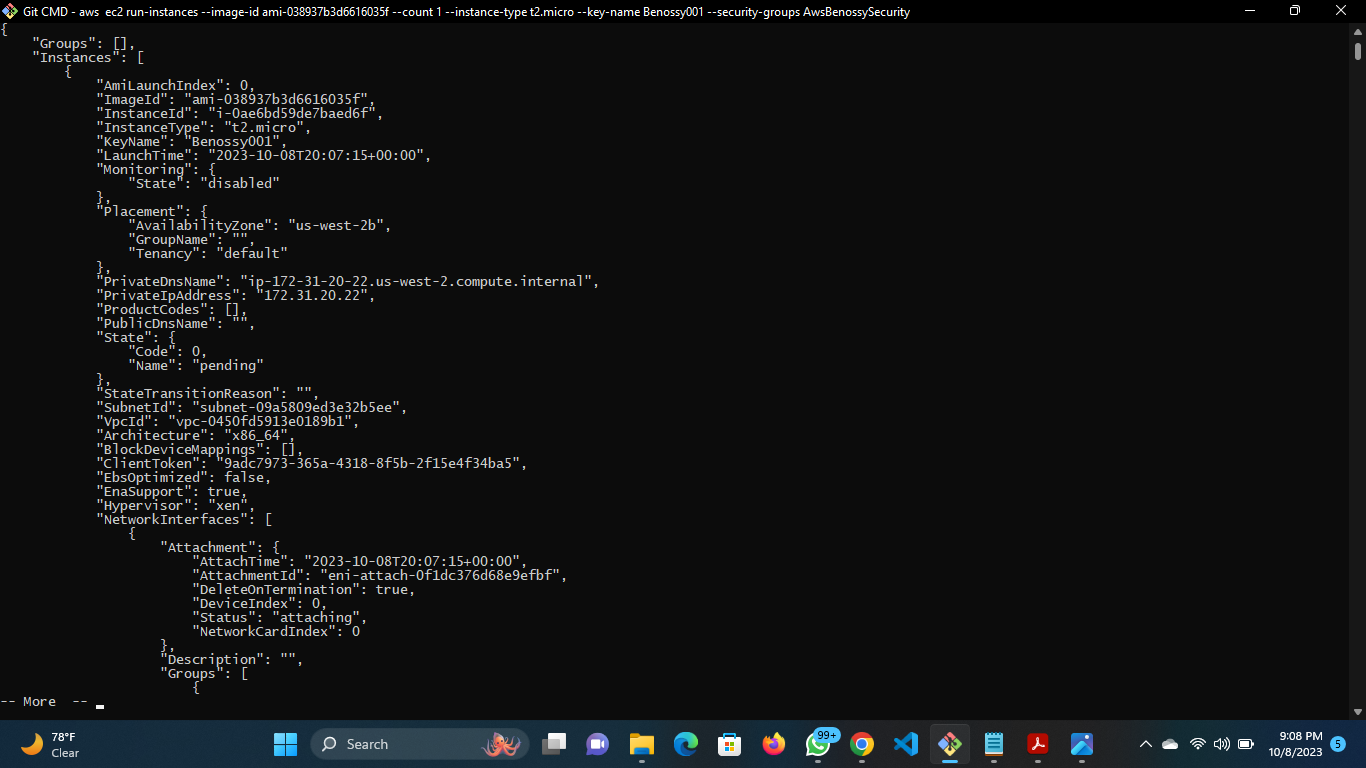 Git CMD - aws  ec2 run-instances --image-id ami-038937b3d6616035f --count 1 --instance-type t2.micro --key-name Benossy001 --security-groups AwsBenossySecurity
{
    "Groups": [],
    "Instances": [
        {
            "AmiLaunchIndex": 0,
            "ImageId": "ami-038937b3d6616035f",
            "InstanceId": "i-0ae6bd59de7baed6f",
            "InstanceType": "t2.micro",
            "KeyName": "Benossy001",
            "LaunchTime": "2023-10-08T20:07:15+00:00",
            "Monitoring": {
                "State": "disabled"
            },
            "Placement": {
                "AvailabilityZone": "us-west-2b",
                "GroupName": "",
                "Tenancy": "default"
            },
            "PrivateDnsName": "ip-172-31-20-22.us-west-2.compute.internal",
            "PrivateIpAddress": "172.31.20.22",
            "ProductCodes": [],
            "PublicDnsName": "",
            "State": {
                "Code": 0,
                "Name": "pending"
            },
            "StateTransitionReason": "",
            "SubnetId": "subnet-09a5809ed3e32b5ee",
            "VpcId": "vpc-0450fd5913e0189b1",
            "Architecture": "x86_64",
            "BlockDeviceMappings": [],
            "ClientToken": "9adc7973-365a-4318-8f5b-2f15e4f34ba5",
            "EbsOptimized": false,
            "EnaSupport": true,
            "Hypervisor": "xen",
            "NetworkInterfaces": [
                {
                    "Attachment": {
                        "AttachTime": "2023-10-08T20:07:15+00:00",
                        "AttachmentId": "eni-attach-0f1dc376d68e9efbf",
                        "DeleteOnTermination": true,
                        "DeviceIndex": 0,
                        "Status": "attaching",
                        "NetworkCardIndex": 0
                    },
                    "Description": "",
                    "Groups": [
                        {
-- More  --
78°F
Clear
Search
99+
9:08 PM
10/8/2023
5